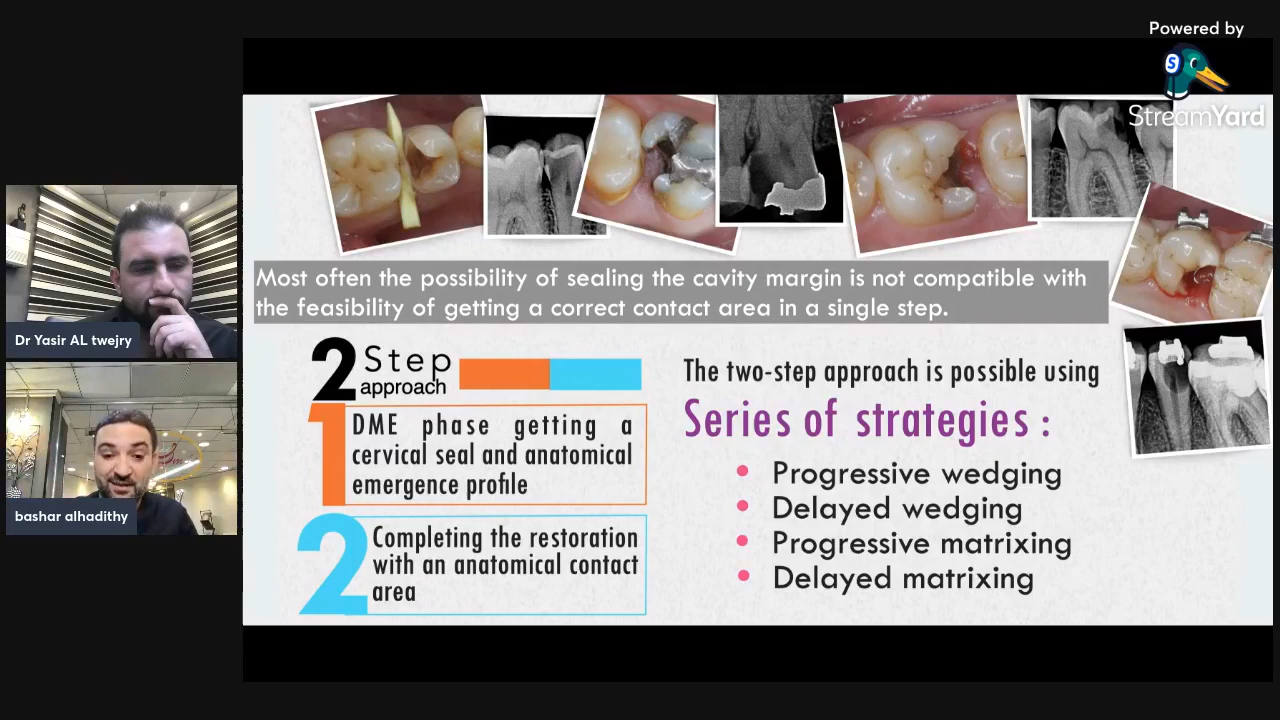 Powered by
S
StreamYard
Most often the possibility of sealing the cavity margin is not compatible with
the feasibility of getting a correct contact area in a single step.
2 Step
approach
1
DME phase getting a
cervical seal and anatomical
emergence profile
2
Completing the restoration
with an anatomical contact
area
The two-step approach is possible using
Series of strategies :
• Progressive wedging
• Delayed wedging
• Progressive matrixing
• Delayed matrixing
Dr Yasir AL twejry
bashar alhadithy